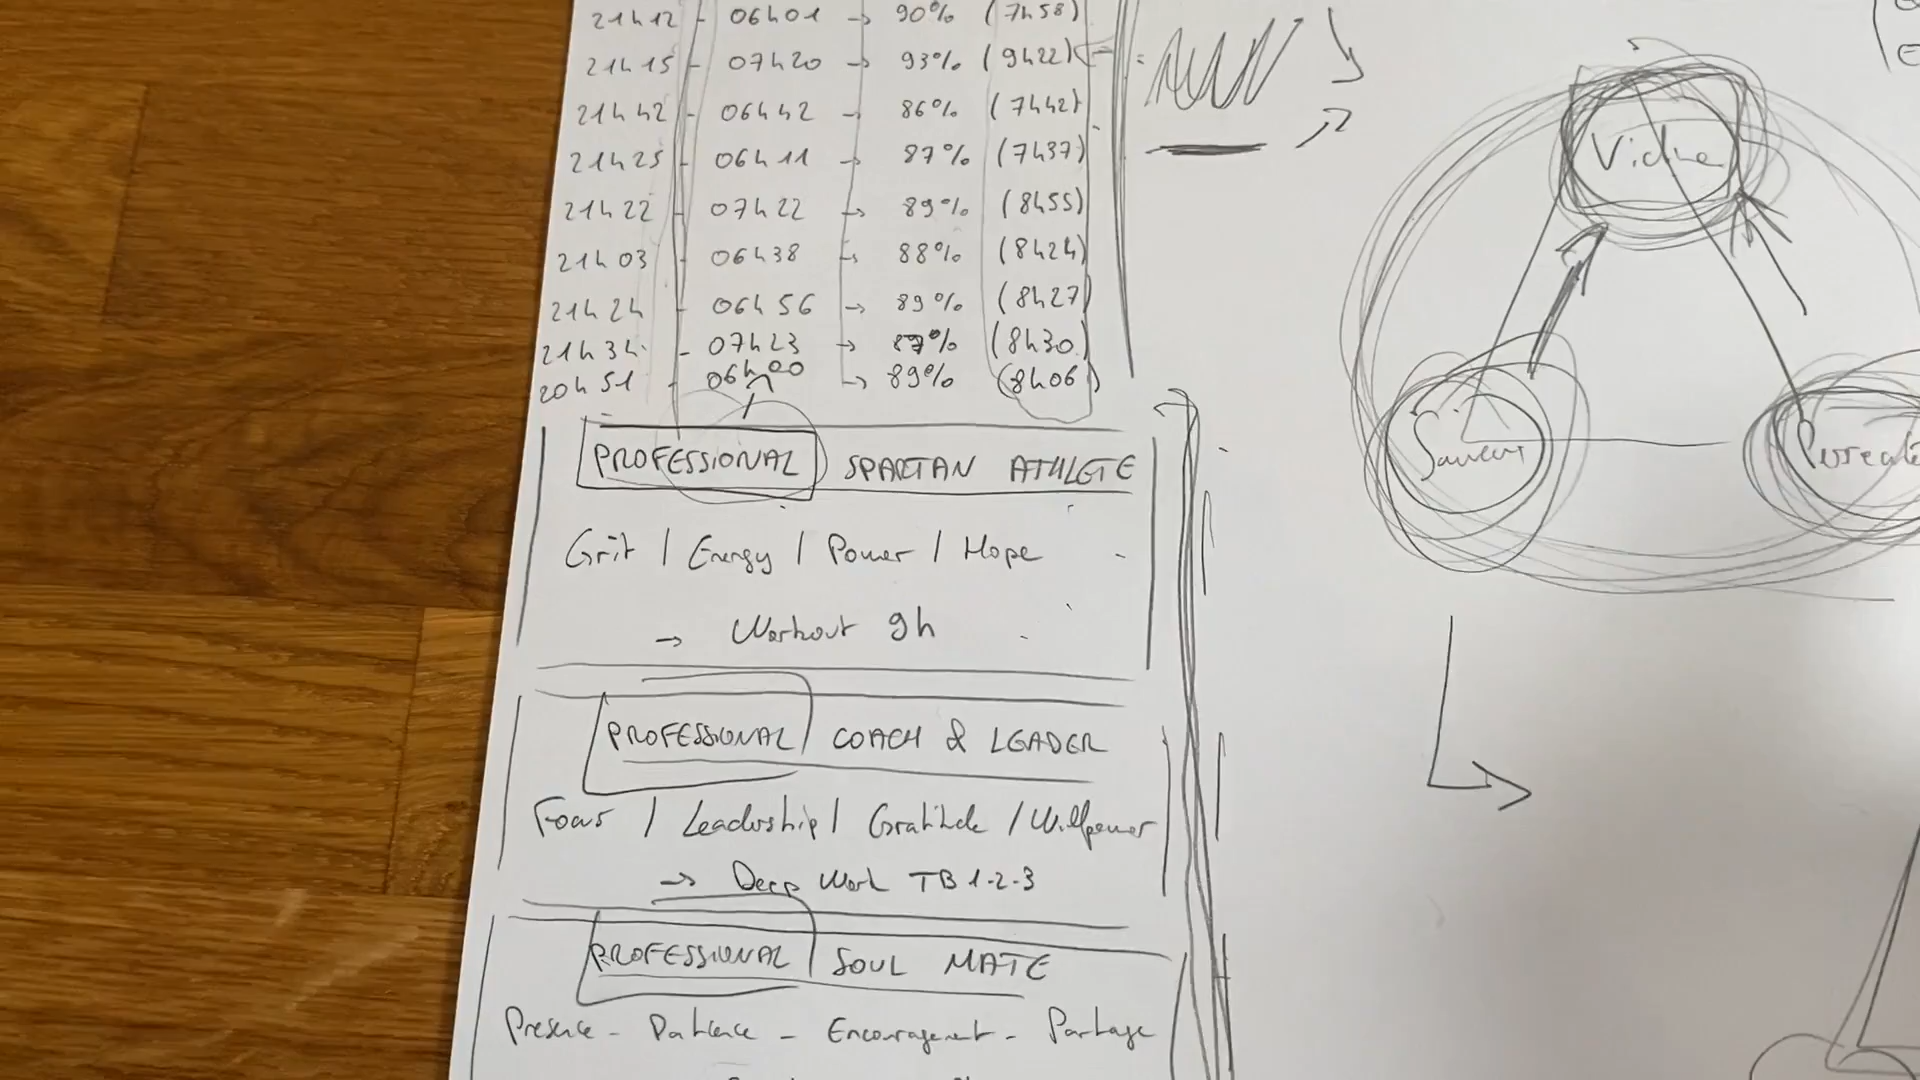 21h12 - 06h01 → 90% (7h58)
21h15 - 07h20 → 93% (9h22)
21h42 - 06h42 → 86% (7h42)
21h25 - 06h11 → 87% (7h37)
21h22 - 07h22 → 89% (8h55)
21h03 - 06h38 → 88% (8h24)
21h24 - 06h56 → 89% (8h27)
21h34 - 07h23 → 87% (8h30)
20h51 - 06h00 → 89% (8h06)
PROFESSIONAL SPARTAN ATHLETE
Grit / Energy / Power / Hope
→ Workout 9h
PROFESSIONAL COACH & LEADER
Focus / Leadership / Gratitude / Willpower
→ Deep Work TB 1-2-3
PROFESSIONAL SOUL MATE
Presence - Patience - Encouragement - Partage
Victime
Sauveur